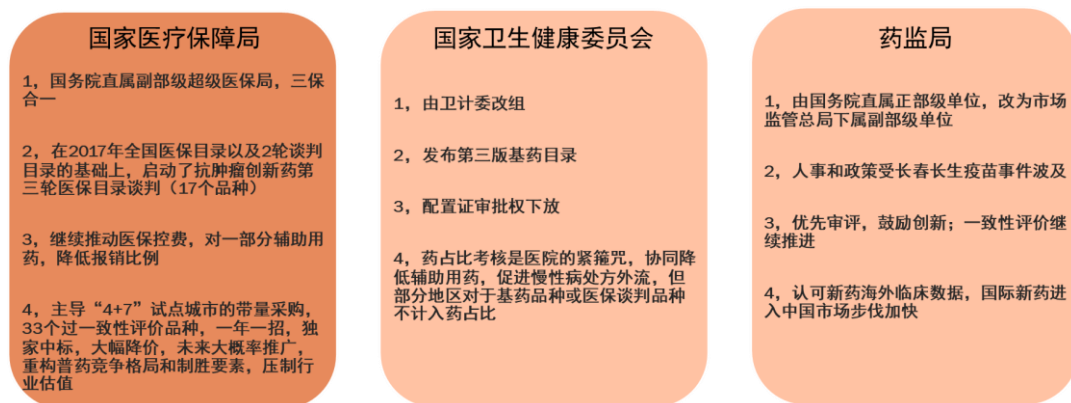 国家医疗保障局
1，国务院直属副部级超级医保局，三保
合一
2，在2017年全国医保目录以及2轮谈判
目录的基础上，启动了抗肿瘤创新药第
三轮医保目录谈判（17个品种）
3，继续推动医保控费，对一部分辅助用
药，降低报销比例
4，主导“4+7”试点城市的带量采购，
33个过一致性评价品种，一年一招，独
家中标，大幅降价，未来大概率推广，
重构普药竞争格局和制胜要素，压制行
业估值
国家卫生健康委员会
1，由卫计委改组
2，发布第三版基药目录
3，配置证审批权下放
4，药占比考核是医院的紧箍咒，协同降
低辅助用药，促进慢性病处方外流，但
部分地区对于基药品种或医保谈判品种
不计入药占比
药监局
1，由国务院直属正部级单位，改为市场
监管总局下属副部级单位
2，人事和政策受长春长生疫苗事件波及
3，优先审评，鼓励创新；一致性评价继
续推进
4，认可新药海外临床数据，国际新药进
入中国市场步伐加快